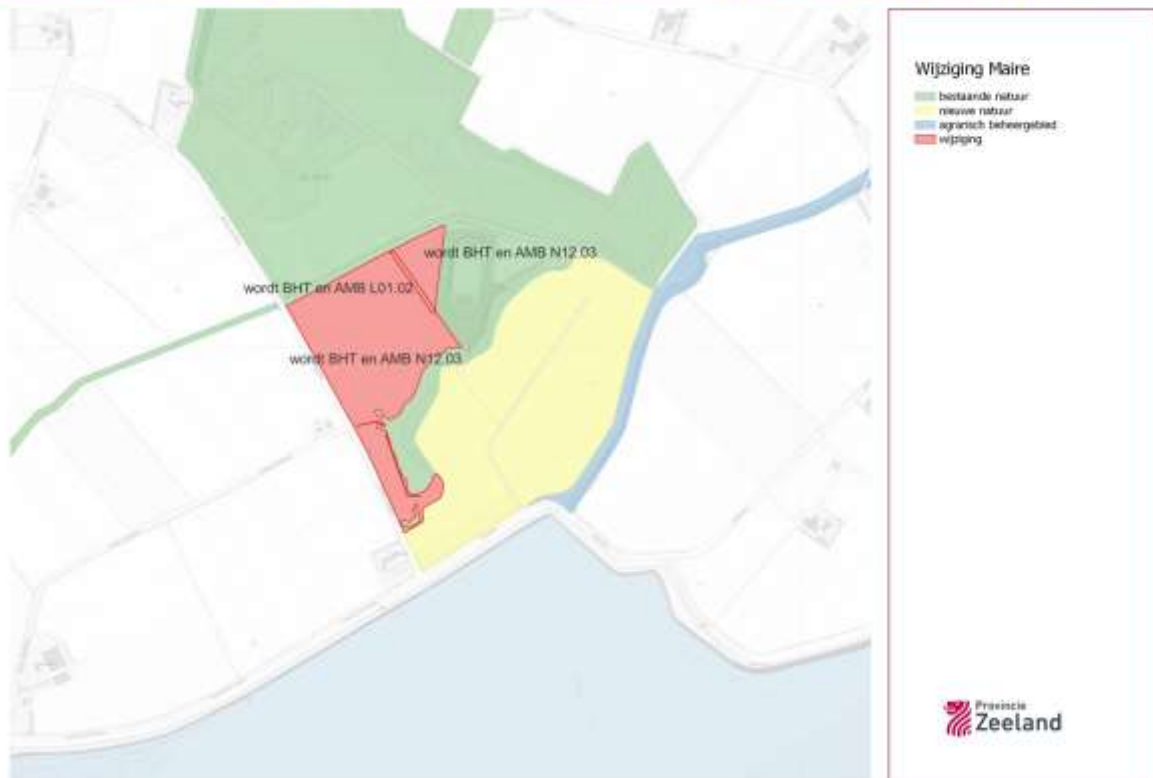 Wijziging Maire
bestaande natuur
nieuwe natuur
agrarisch beheergebied
wijziging
wordt BHT en AMB N12.03
wordt BHT en AMB L01.02
wordt BHT en AMB N12.03
Provincie
Zeeland